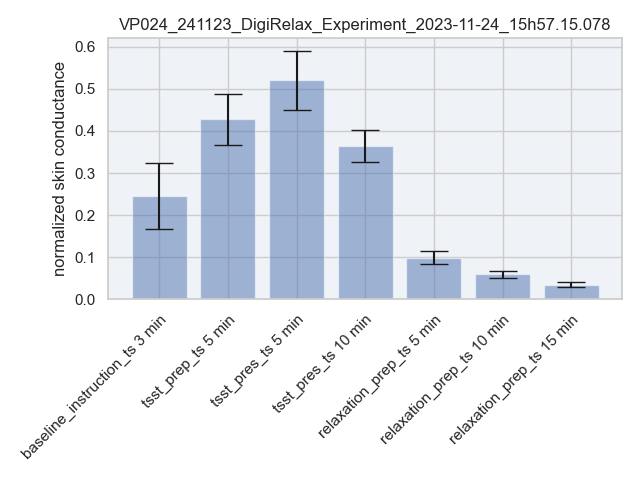 VP024_241123_DigiRelax_Experiment_2023-11-24_15h57.15.078
normalized skin conductance
0.6
0.5
0.4
0.3
0.2
0.1
0.0
baseline_instruction_ts 3 min
tsst_prep_ts 5 min
tsst_pres_ts 5 min
tsst_pres_ts 10 min
relaxation_prep_ts 5 min
relaxation_prep_ts 10 min
relaxation_prep_ts 15 min